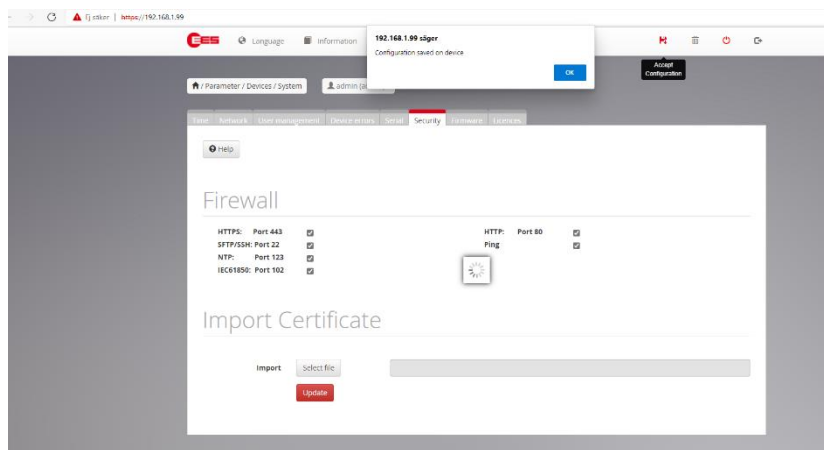 Ej säker | https://192.168.1.99
EES Language Information
192.168.1.99 säger
Configuration saved on device
OK
Accept
Configuration
/ Parameter / Devices / System admin
Time Network User management Device errors Serial Security Firmware Licences
Help
Firewall
HTTPS: Port 443
HTTP: Port 80
SFTP/SSH: Port 22
Ping
NTP: Port 123
IEC61850: Port 102
Import Certificate
Import Select file
Update